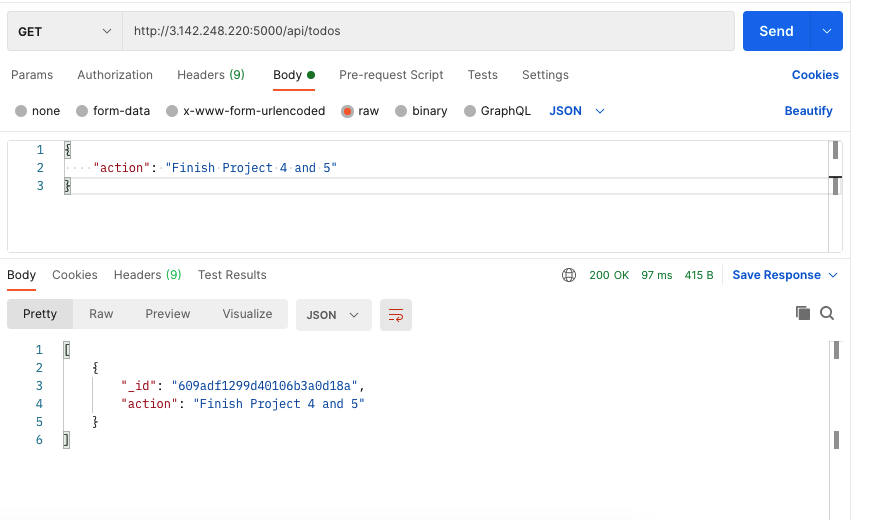 GET http://3.142.248.220:5000/api/todos Send
Params Authorization Headers (9) Body Pre-request Script Tests Settings Cookies
none form-data x-www-form-urlencoded raw binary GraphQL JSON Beautify
1 {
2 "action": "Finish Project 4 and 5"
3 }
Body Cookies Headers (9) Test Results 200 OK 97 ms 415 B Save Response
Pretty Raw Preview Visualize JSON
1 [
2 {
3 "_id": "609adf1299d40106b3a0d18a",
4 "action": "Finish Project 4 and 5"
5 }
6 ]